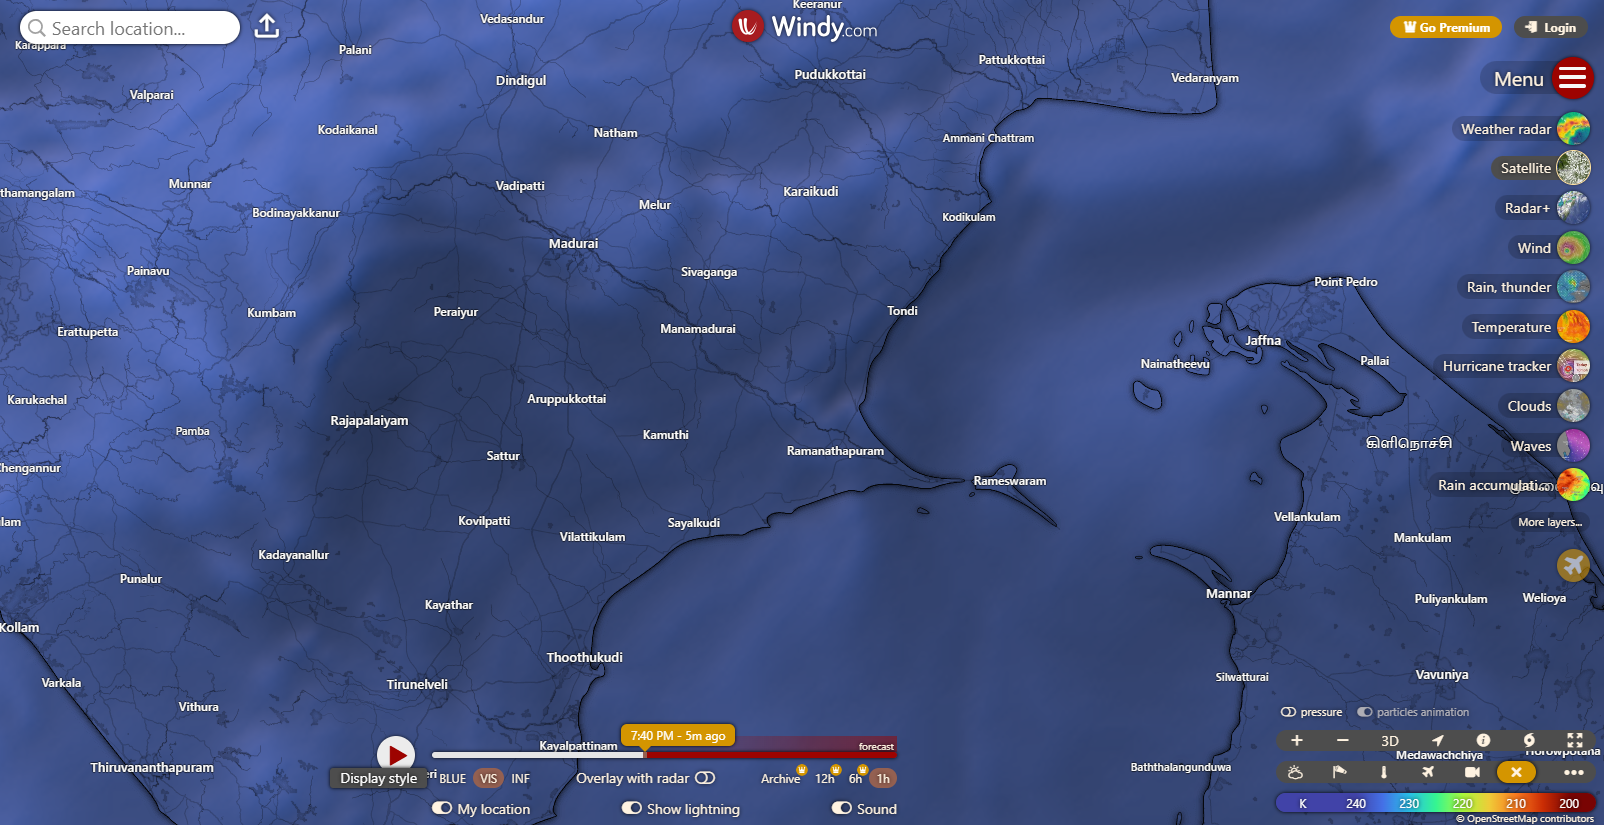 Search location...
Windy.com
Go Premium
Login
Menu
Weather radar
Satellite
Radar+
Wind
Rain, thunder
Temperature
Hurricane tracker
Clouds
Waves
Rain accumulati...
More layers...
Keeranur
Vedasandur
Karappara
Palani
Pattukkottai
Dindigul
Pudukkottai
Vedaranyam
Valparai
Kodaikanal
Natham
Ammani Chattram
Munnar
Vadipatti
thamangalam
Karaikudi
Melur
Bodinayakkanur
Kodikulam
Madurai
Painavu
Sivaganga
Point Pedro
Kumbam
Peraiyur
Tondi
Erattupetta
Manamadurai
Jaffna
Nainatheevu
Pallai
Karukachal
Aruppukkottai
Rajapalaiyam
Pamba
Kamuthi
கிளிநொச்சி
Sattur
Ramanathapuram
Chengannur
Rameswaram
Kovilpatti
Sayalkudi
Vellankulam
lam
Vilattikulam
Mankulam
Kadayanallur
Punalur
Mannar
Kayathar
Puliyankulam
Welioya
Kollam
Thoothukudi
Vavuniya
Silwatturai
Varkala
Tirunelveli
Vithura
Kayalpattinam
Thiruvananthapuram
Baththalangunduwa
Medawachchiya
Horowpotana
7:40 PM - 5m ago
forecast
Display style
eri
BLUE
VIS
INF
Overlay with radar
Archive
12h
6h
1h
My location
Show lightning
Sound
pressure
particles animation
3D
K 240 230 220 210 200
© OpenStreetMap contributors